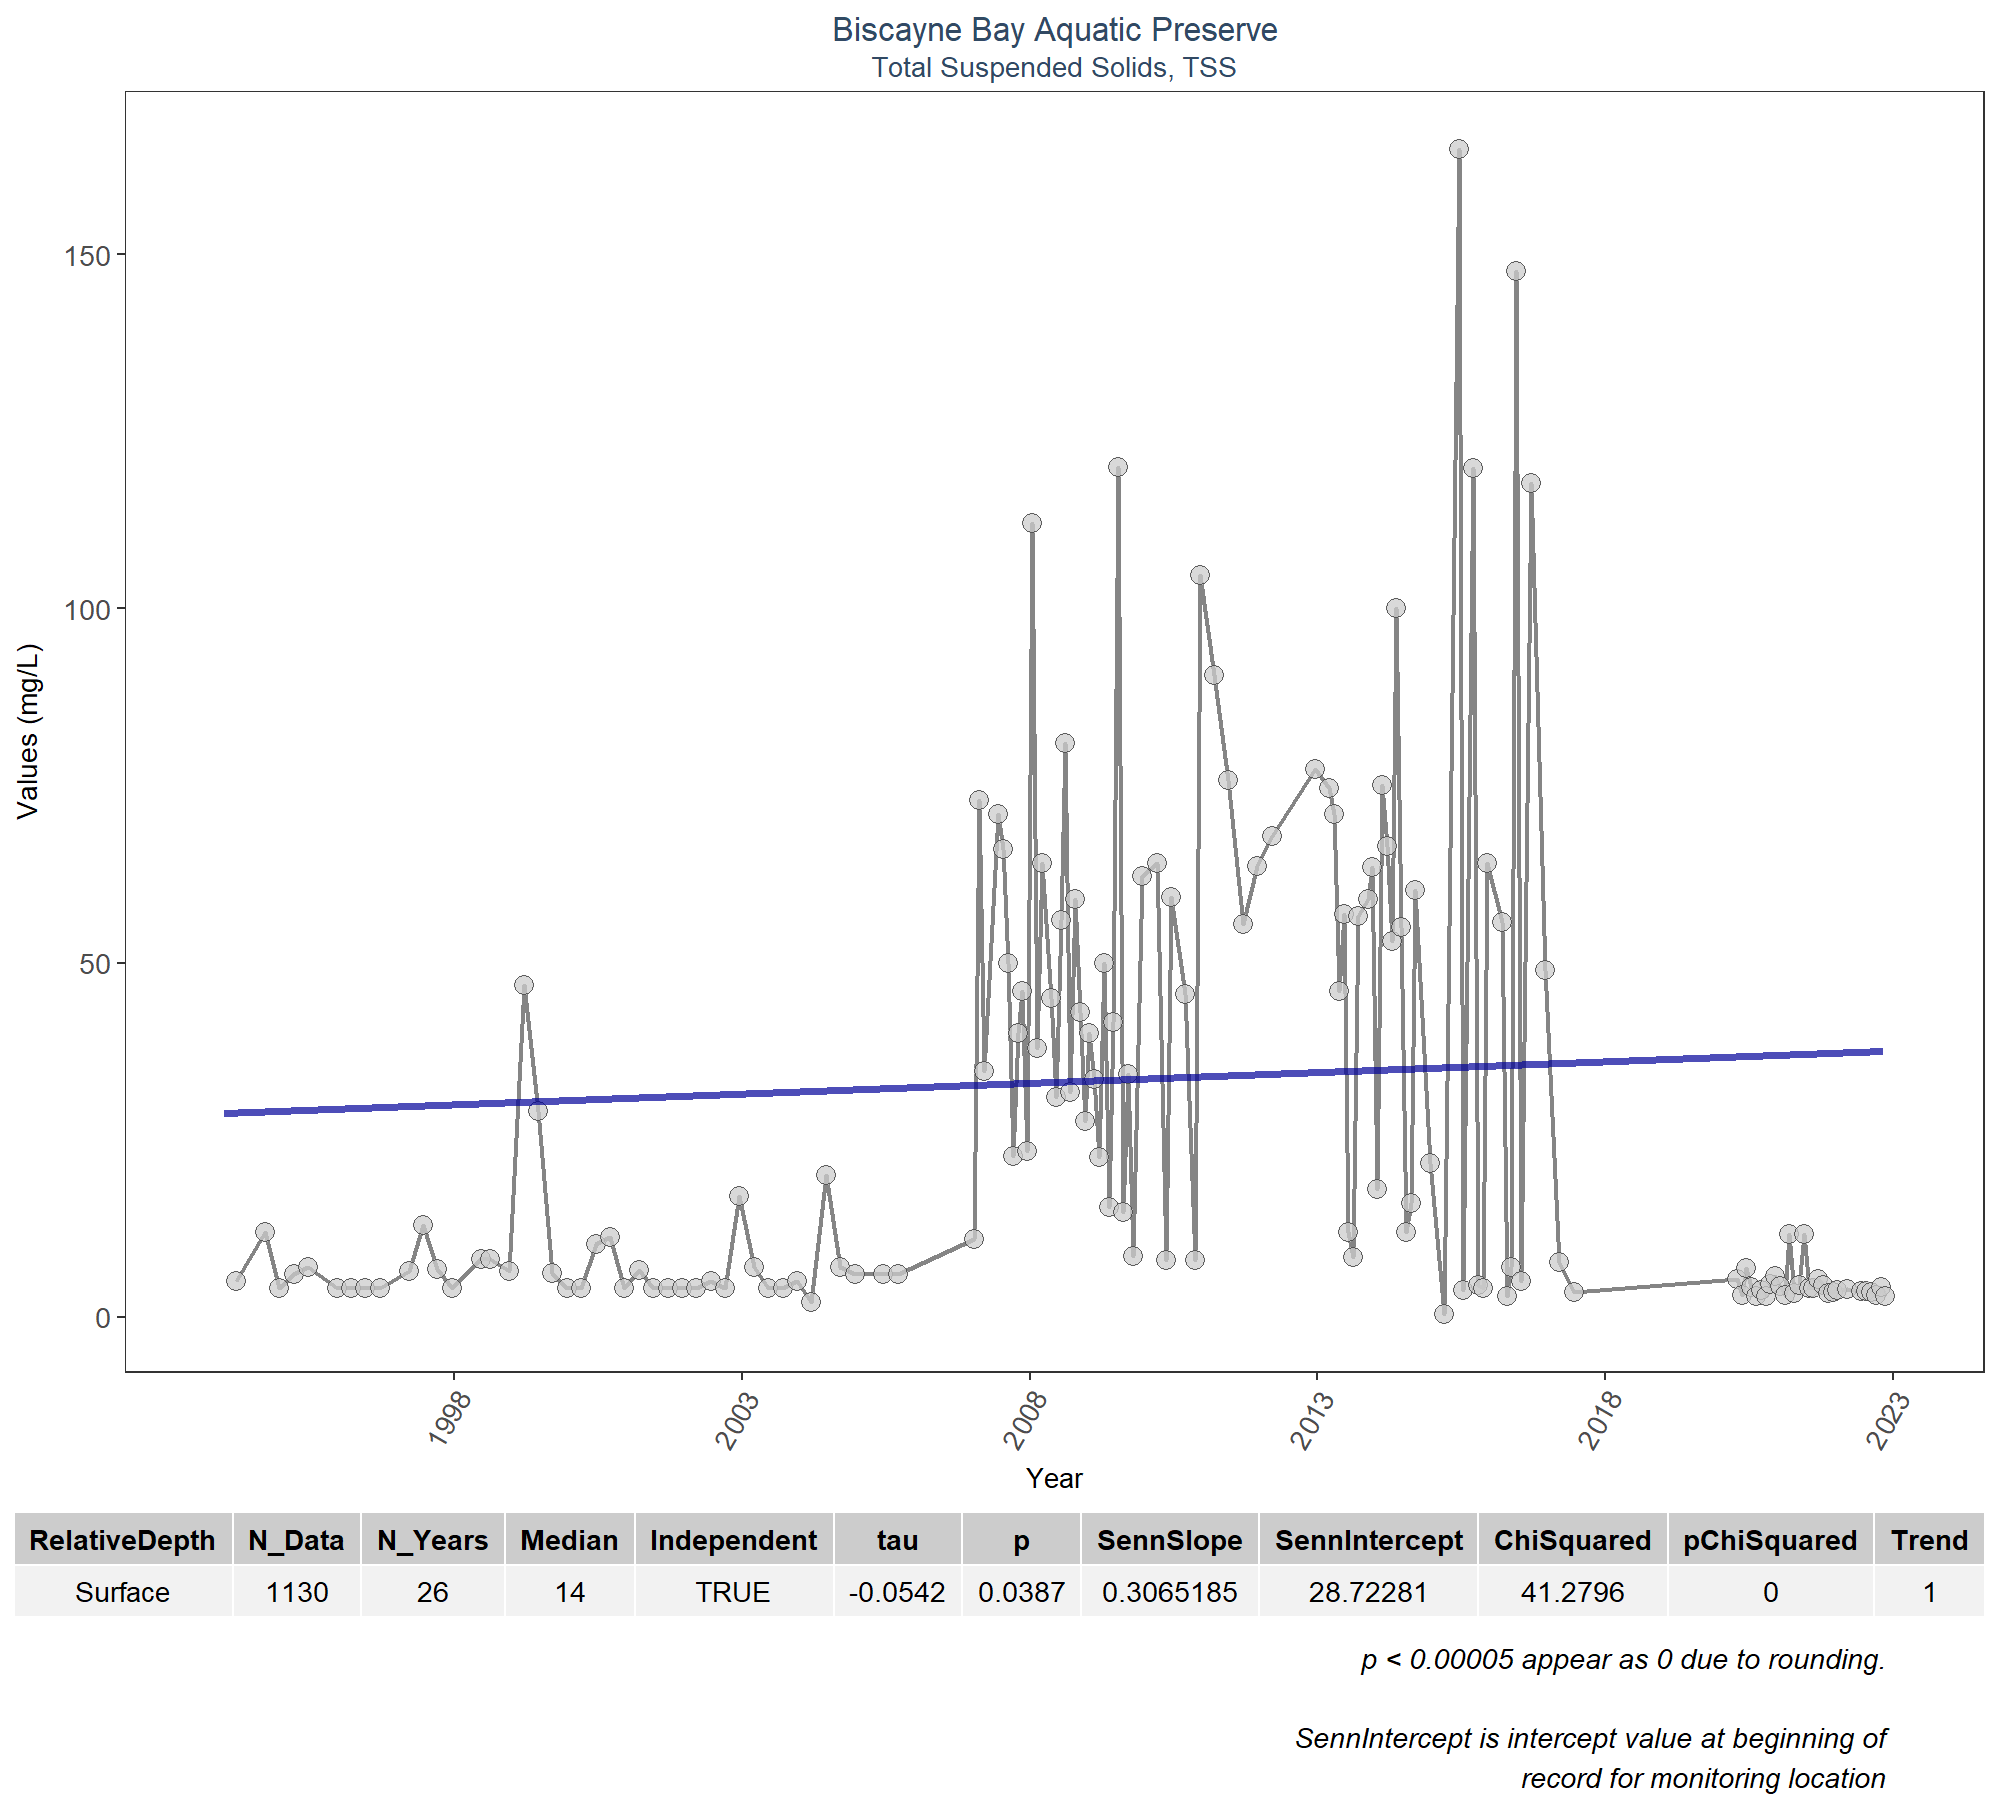 Biscayne Bay Aquatic Preserve
Total Suspended Solids, TSS
Values (mg/L)
150
100
50
0
1998
2003
2008
2013
2018
2023
Year
RelativeDepth N_Data N_Years Median Independent tau p SennSlope SennIntercept ChiSquared pChiSquared Trend
Surface 1130 26 14 TRUE -0.0542 0.0387 0.3065185 28.72281 41.2796 0 1
p < 0.00005 appear as 0 due to rounding.
SennIntercept is intercept value at beginning of
record for monitoring location